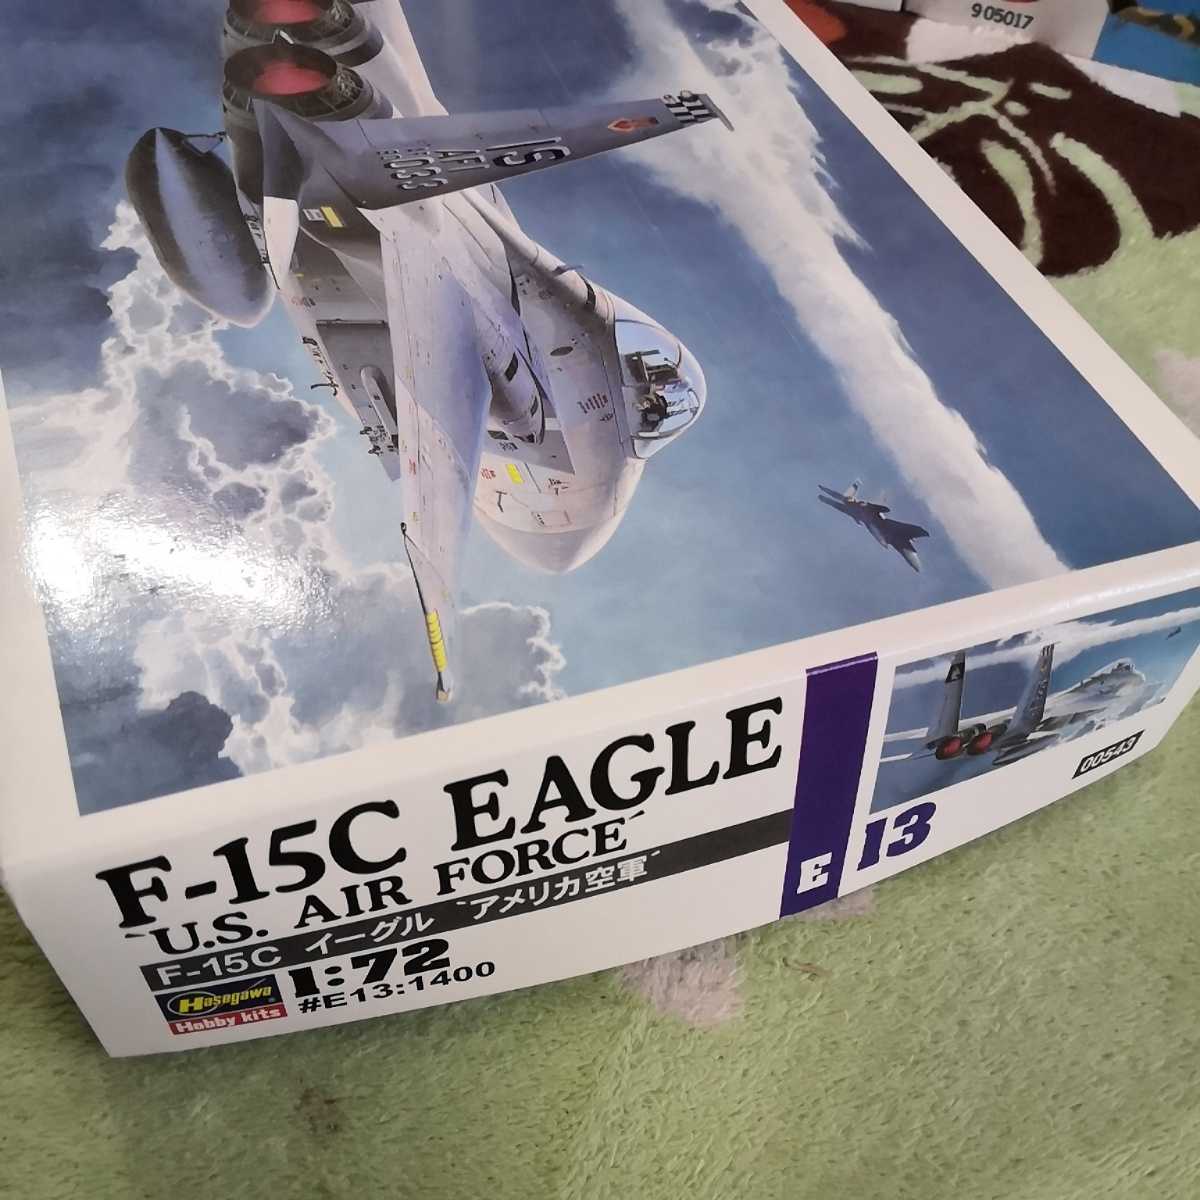 905017
IS
AF
033
F-15C EAGLE
`U.S. AIR FORCE´
F-15C イーグル `アメリカ空軍´
Hasegawa
Hobby kits
1:72
#E13:1400
E 13
00543